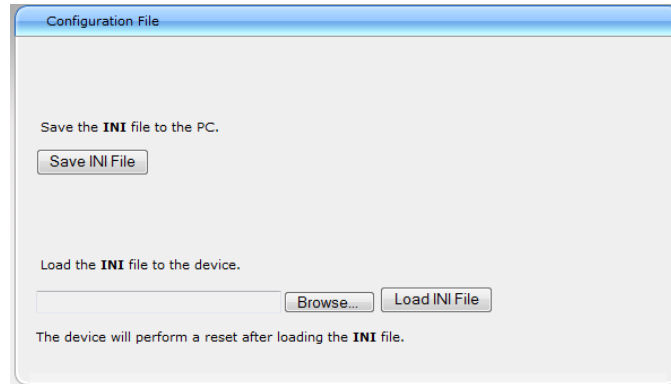 Configuration File
Save the INI file to the PC.
Save INI File
Load the INI file to the device.
Browse... Load INI File
The device will perform a reset after loading the INI file.